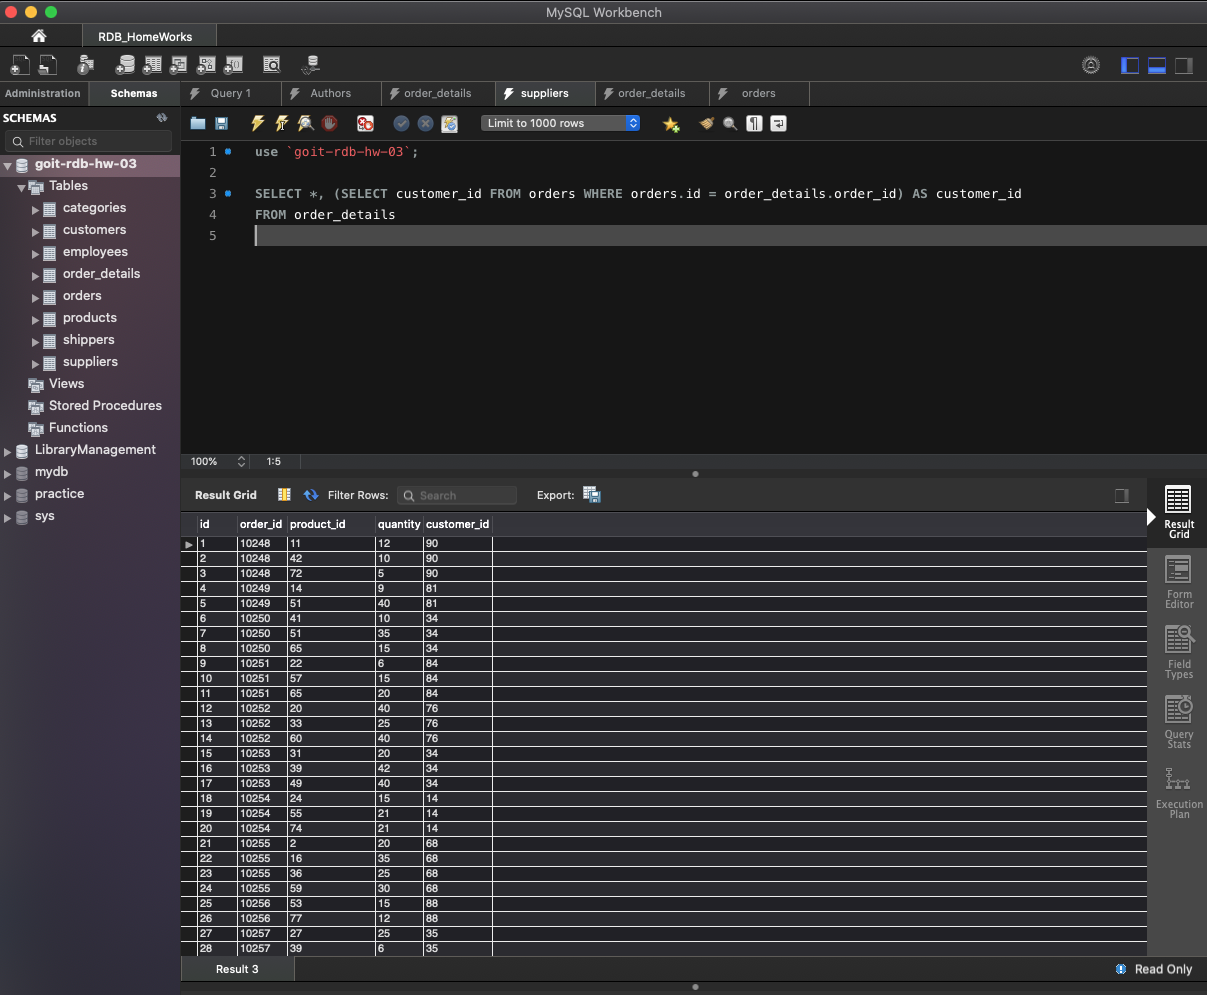 MySQL Workbench
RDB_HomeWorks
Administration Schemas Query 1 Authors order_details suppliers order_details orders
SCHEMAS
Filter objects
goit-rdb-hw-03
Tables
categories
customers
employees
order_details
orders
products
shippers
suppliers
Views
Stored Procedures
Functions
LibraryManagement
mydb
practice
sys
Limit to 1000 rows
1 use `goit-rdb-hw-03`;
2
3 SELECT *, (SELECT customer_id FROM orders WHERE orders.id = order_details.order_id) AS customer_id
4 FROM order_details
5
100% 1:5
Result Grid Filter Rows: Search Export:
id order_id product_id quantity customer_id
1 10248 11 12 90
2 10248 42 10 90
3 10248 72 5 90
4 10249 14 9 81
5 10249 51 40 81
6 10250 41 10 34
7 10250 51 35 34
8 10250 65 15 34
9 10251 22 6 84
10 10251 57 15 84
11 10251 65 20 84
12 10252 20 40 76
13 10252 33 25 76
14 10252 60 40 76
15 10253 31 20 34
16 10253 39 42 34
17 10253 49 40 34
18 10254 24 15 14
19 10254 55 21 14
20 10254 74 21 14
21 10255 2 20 68
22 10255 16 35 68
23 10255 36 25 68
24 10255 59 30 68
25 10256 53 15 88
26 10256 77 12 88
27 10257 27 25 35
28 10257 39 6 35
Result
Grid
Form
Editor
Field
Types
Query
Stats
Execution
Plan
Result 3
Read Only